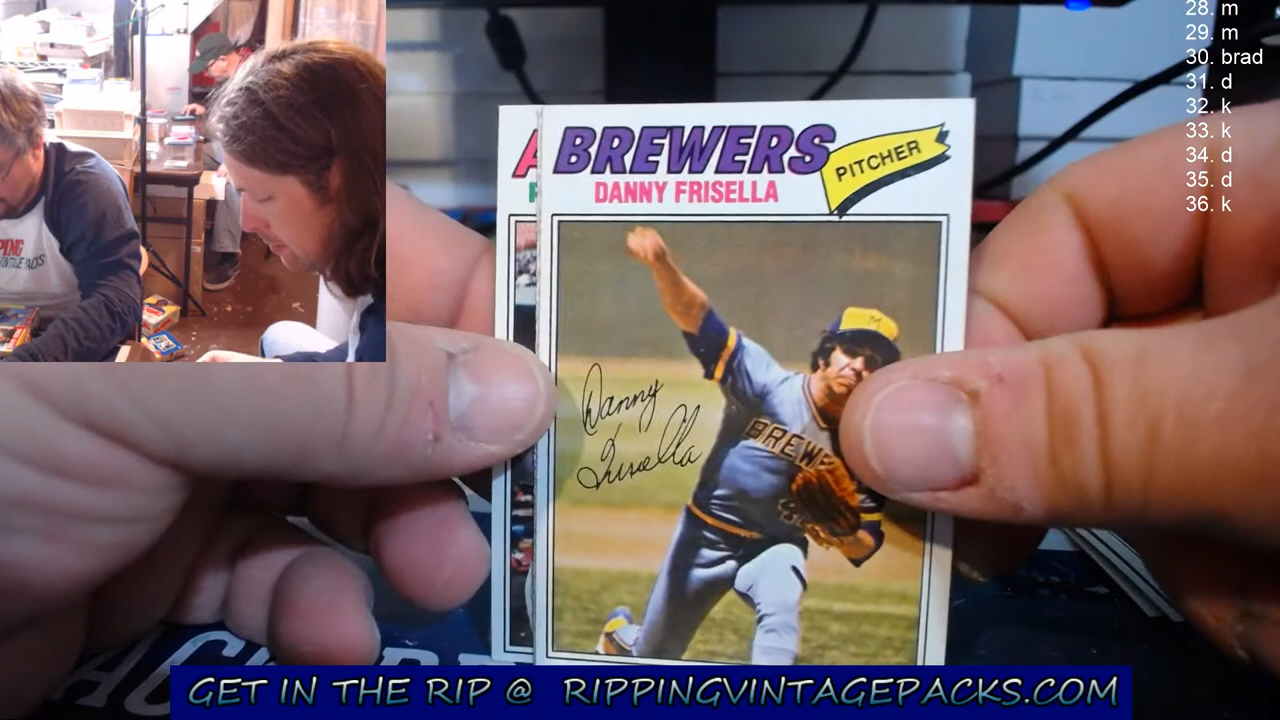 28. m
29. m
30. brad
31. d
32. k
33. k
34. d
35. d
36. k
BREWERS
PITCHER
DANNY FRISELLA
Danny
Frisella
BREWE
M
GET IN THE RIP @ RIPPINGVINTAGEPACKS.COM